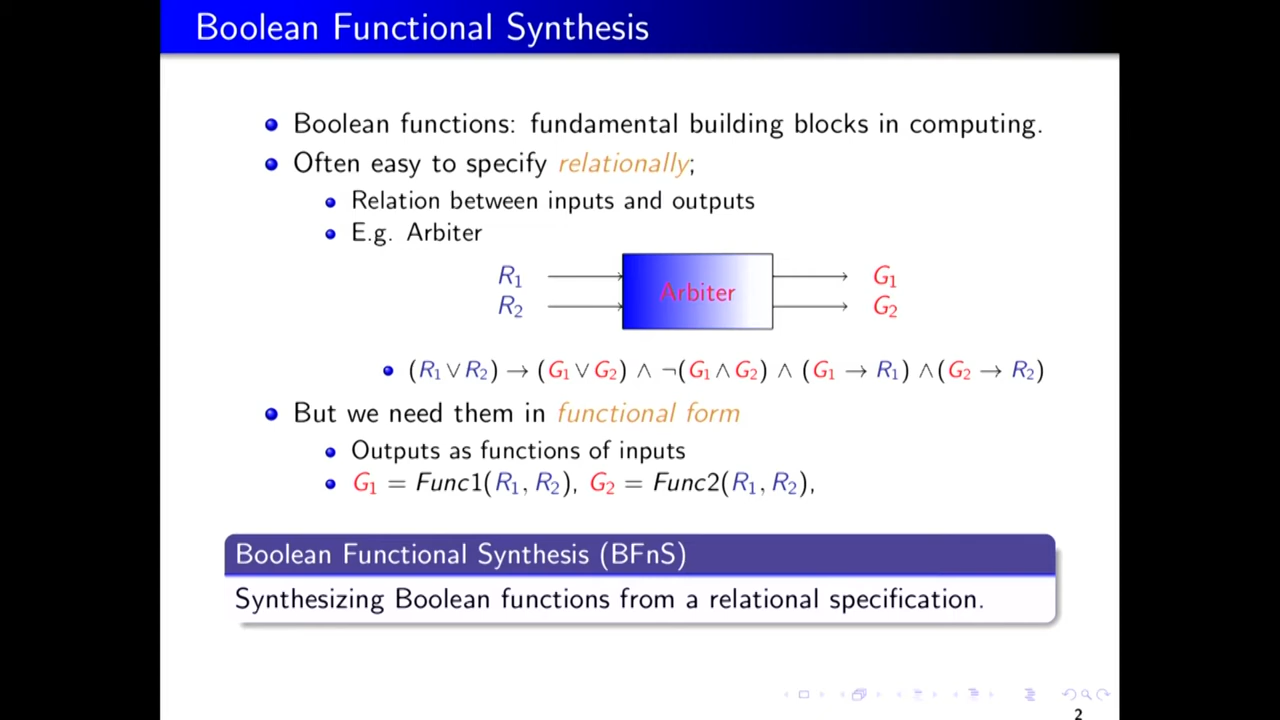 Boolean Functional Synthesis
Boolean functions: fundamental building blocks in computing.
Often easy to specify relationally;
Relation between inputs and outputs
E.g. Arbiter
R₁ Arbiter G₁
R₂ G₂
(R₁ ∨ R₂) → (G₁ ∨ G₂) ∧ ¬(G₁ ∧ G₂) ∧ (G₁ → R₁) ∧(G₂ → R₂)
But we need them in functional form
Outputs as functions of inputs
G₁ = Func1(R₁, R₂), G₂ = Func2(R₁, R₂),
Boolean Functional Synthesis (BFnS)
Synthesizing Boolean functions from a relational specification.
2